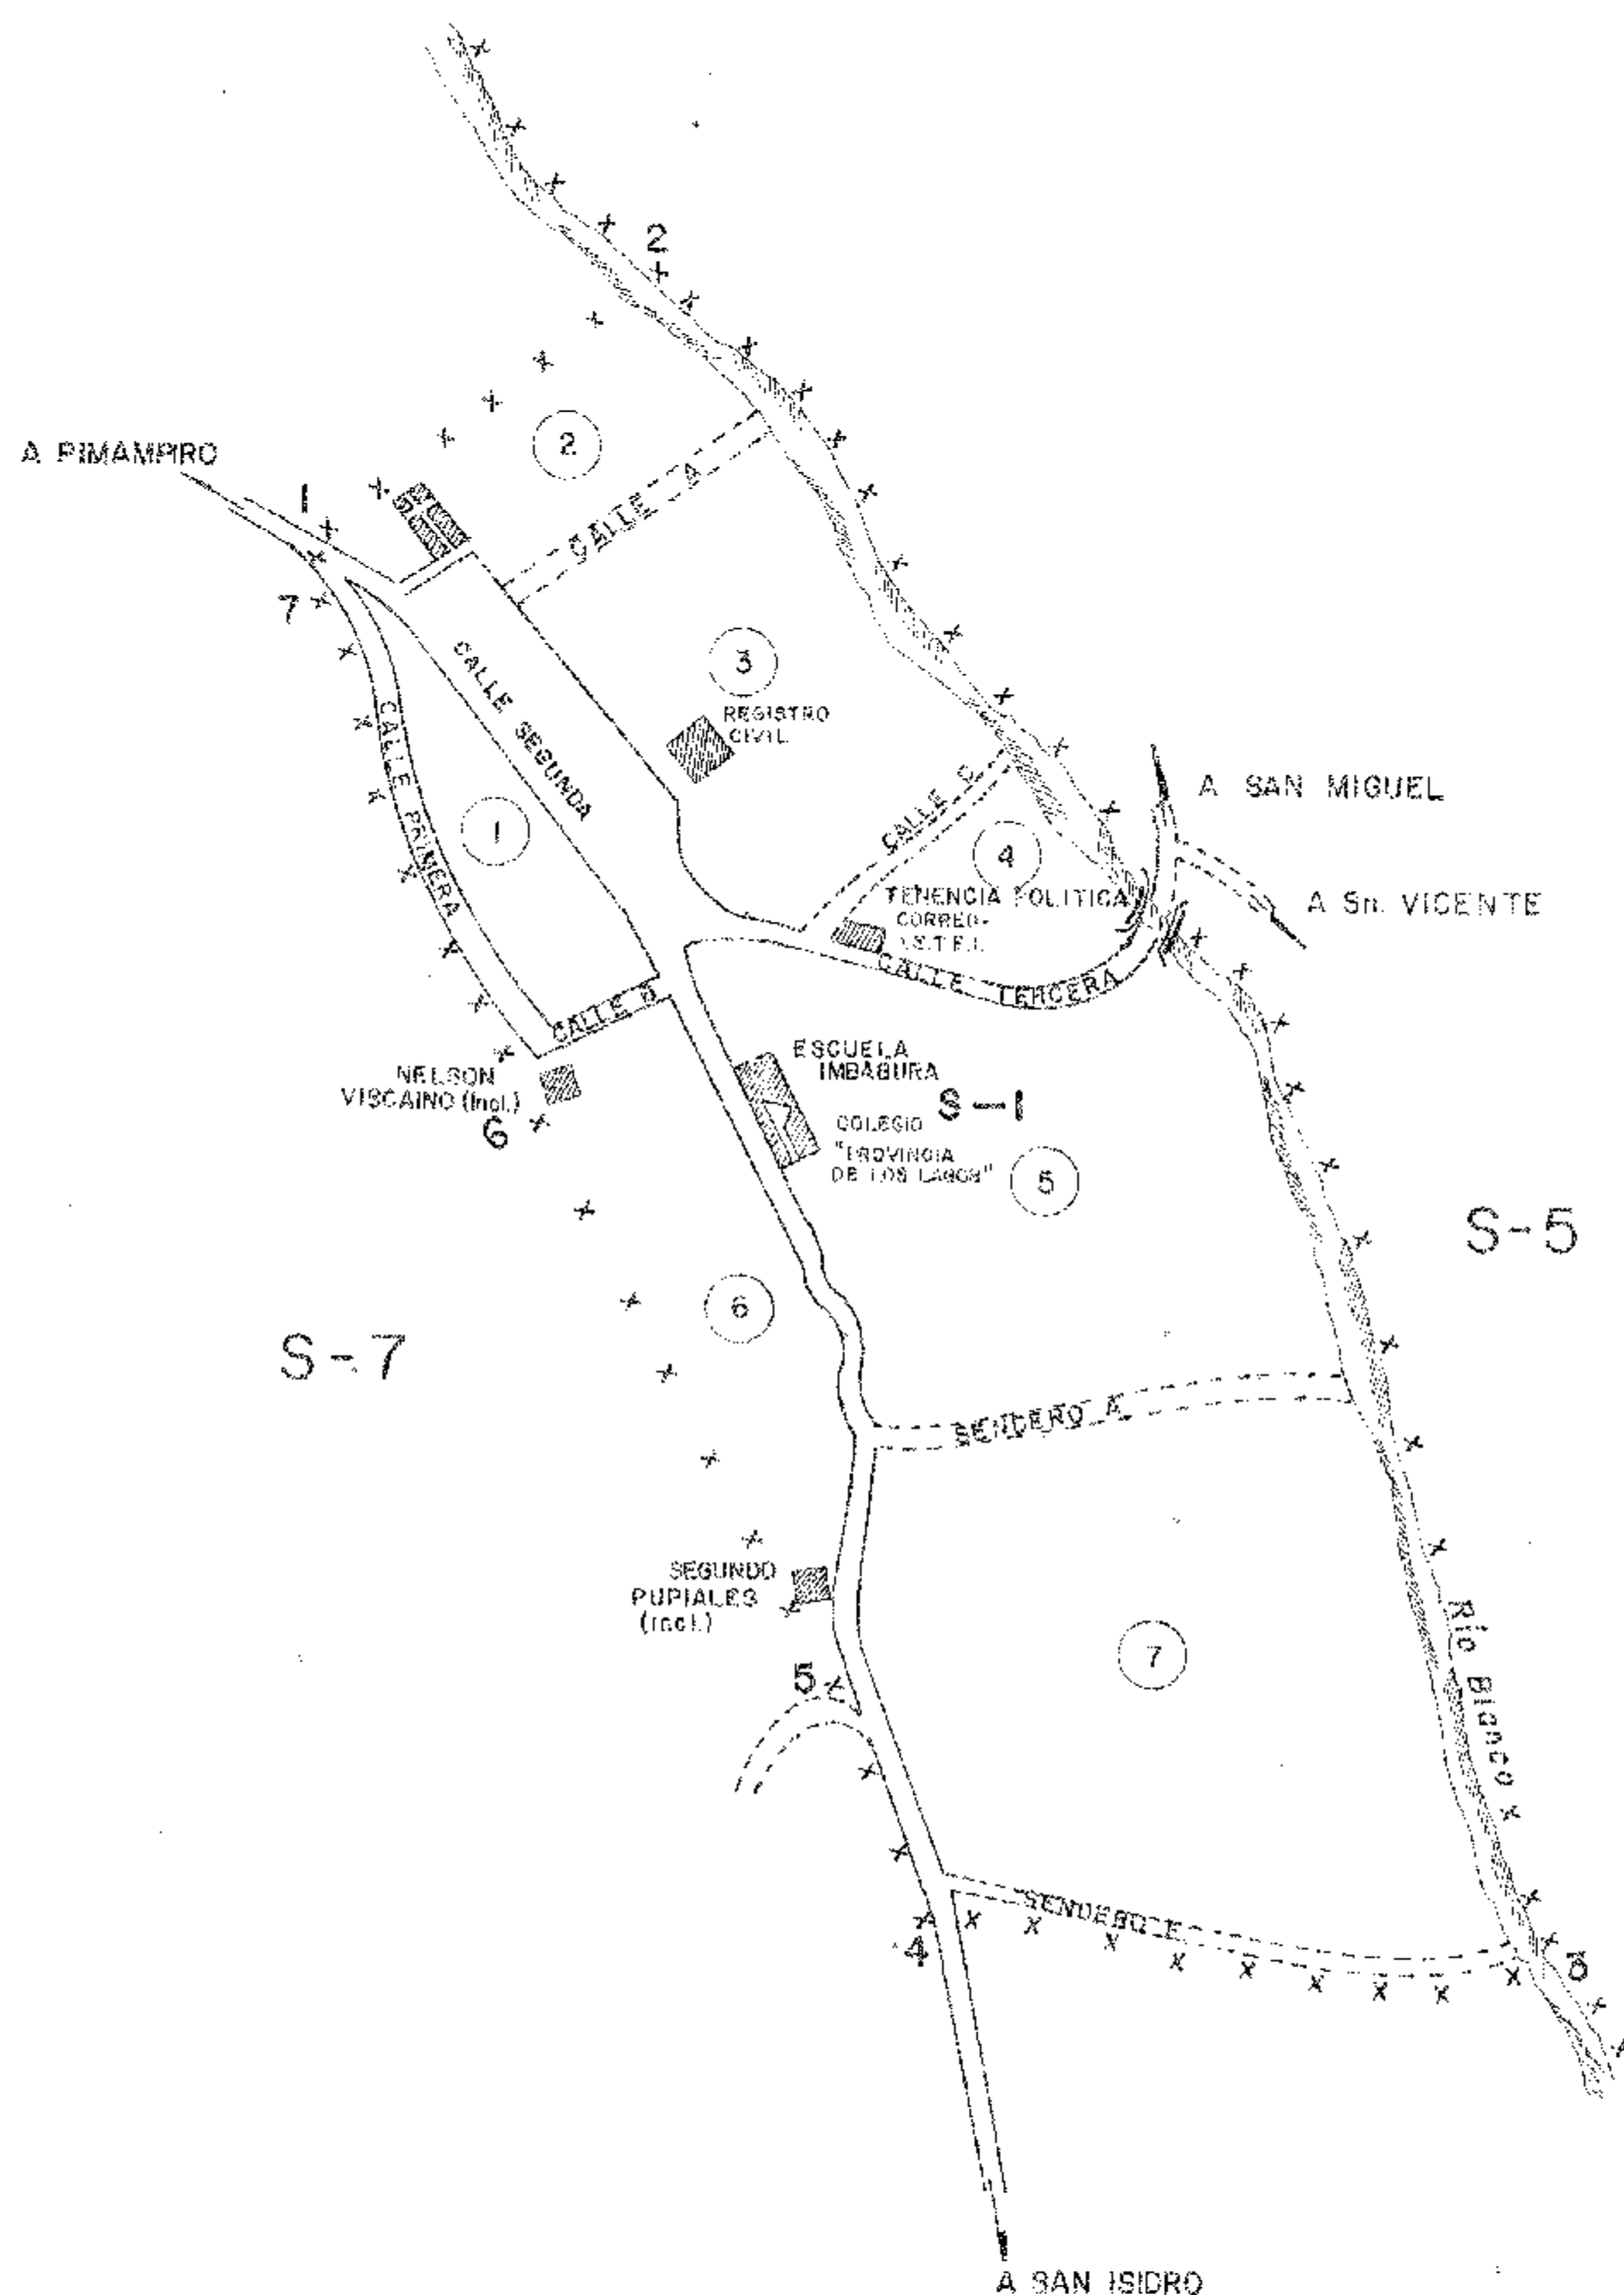 2
A PIMAMPIRO
1
2
7
CALLE A
CALLE SEGUNDA
3
REGISTRO
CIVIL
CALLE PRIMERA
1
A SAN MIGUEL
CALLE C
4
TENENCIA POLITICA
CORREO-
A Sn. VICENTE
CALLE TERCERA
CALLE B
ESCUELA
IMBABURA
NELSON
VISCAINO (incl.)
S-1
6
COLEGIO
"PROVINCIA
DE LOS LAGOS"
5
S-5
6
S-7
SENDERO A
SEGUNDO
PUPIALES
(incl.)
Río Blanco
7
5
SENDERO E
4
3
A SAN ISIDRO